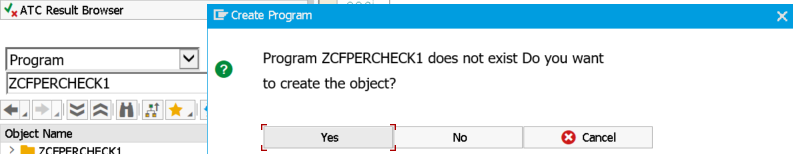 ATC Result Browser
Create Program
Program
ZCFPERCHECK1
Program ZCFPERCHECK1 does not exist Do you want
to create the object?
Yes
No
Cancel
Object Name
ZCFPERCHECK1